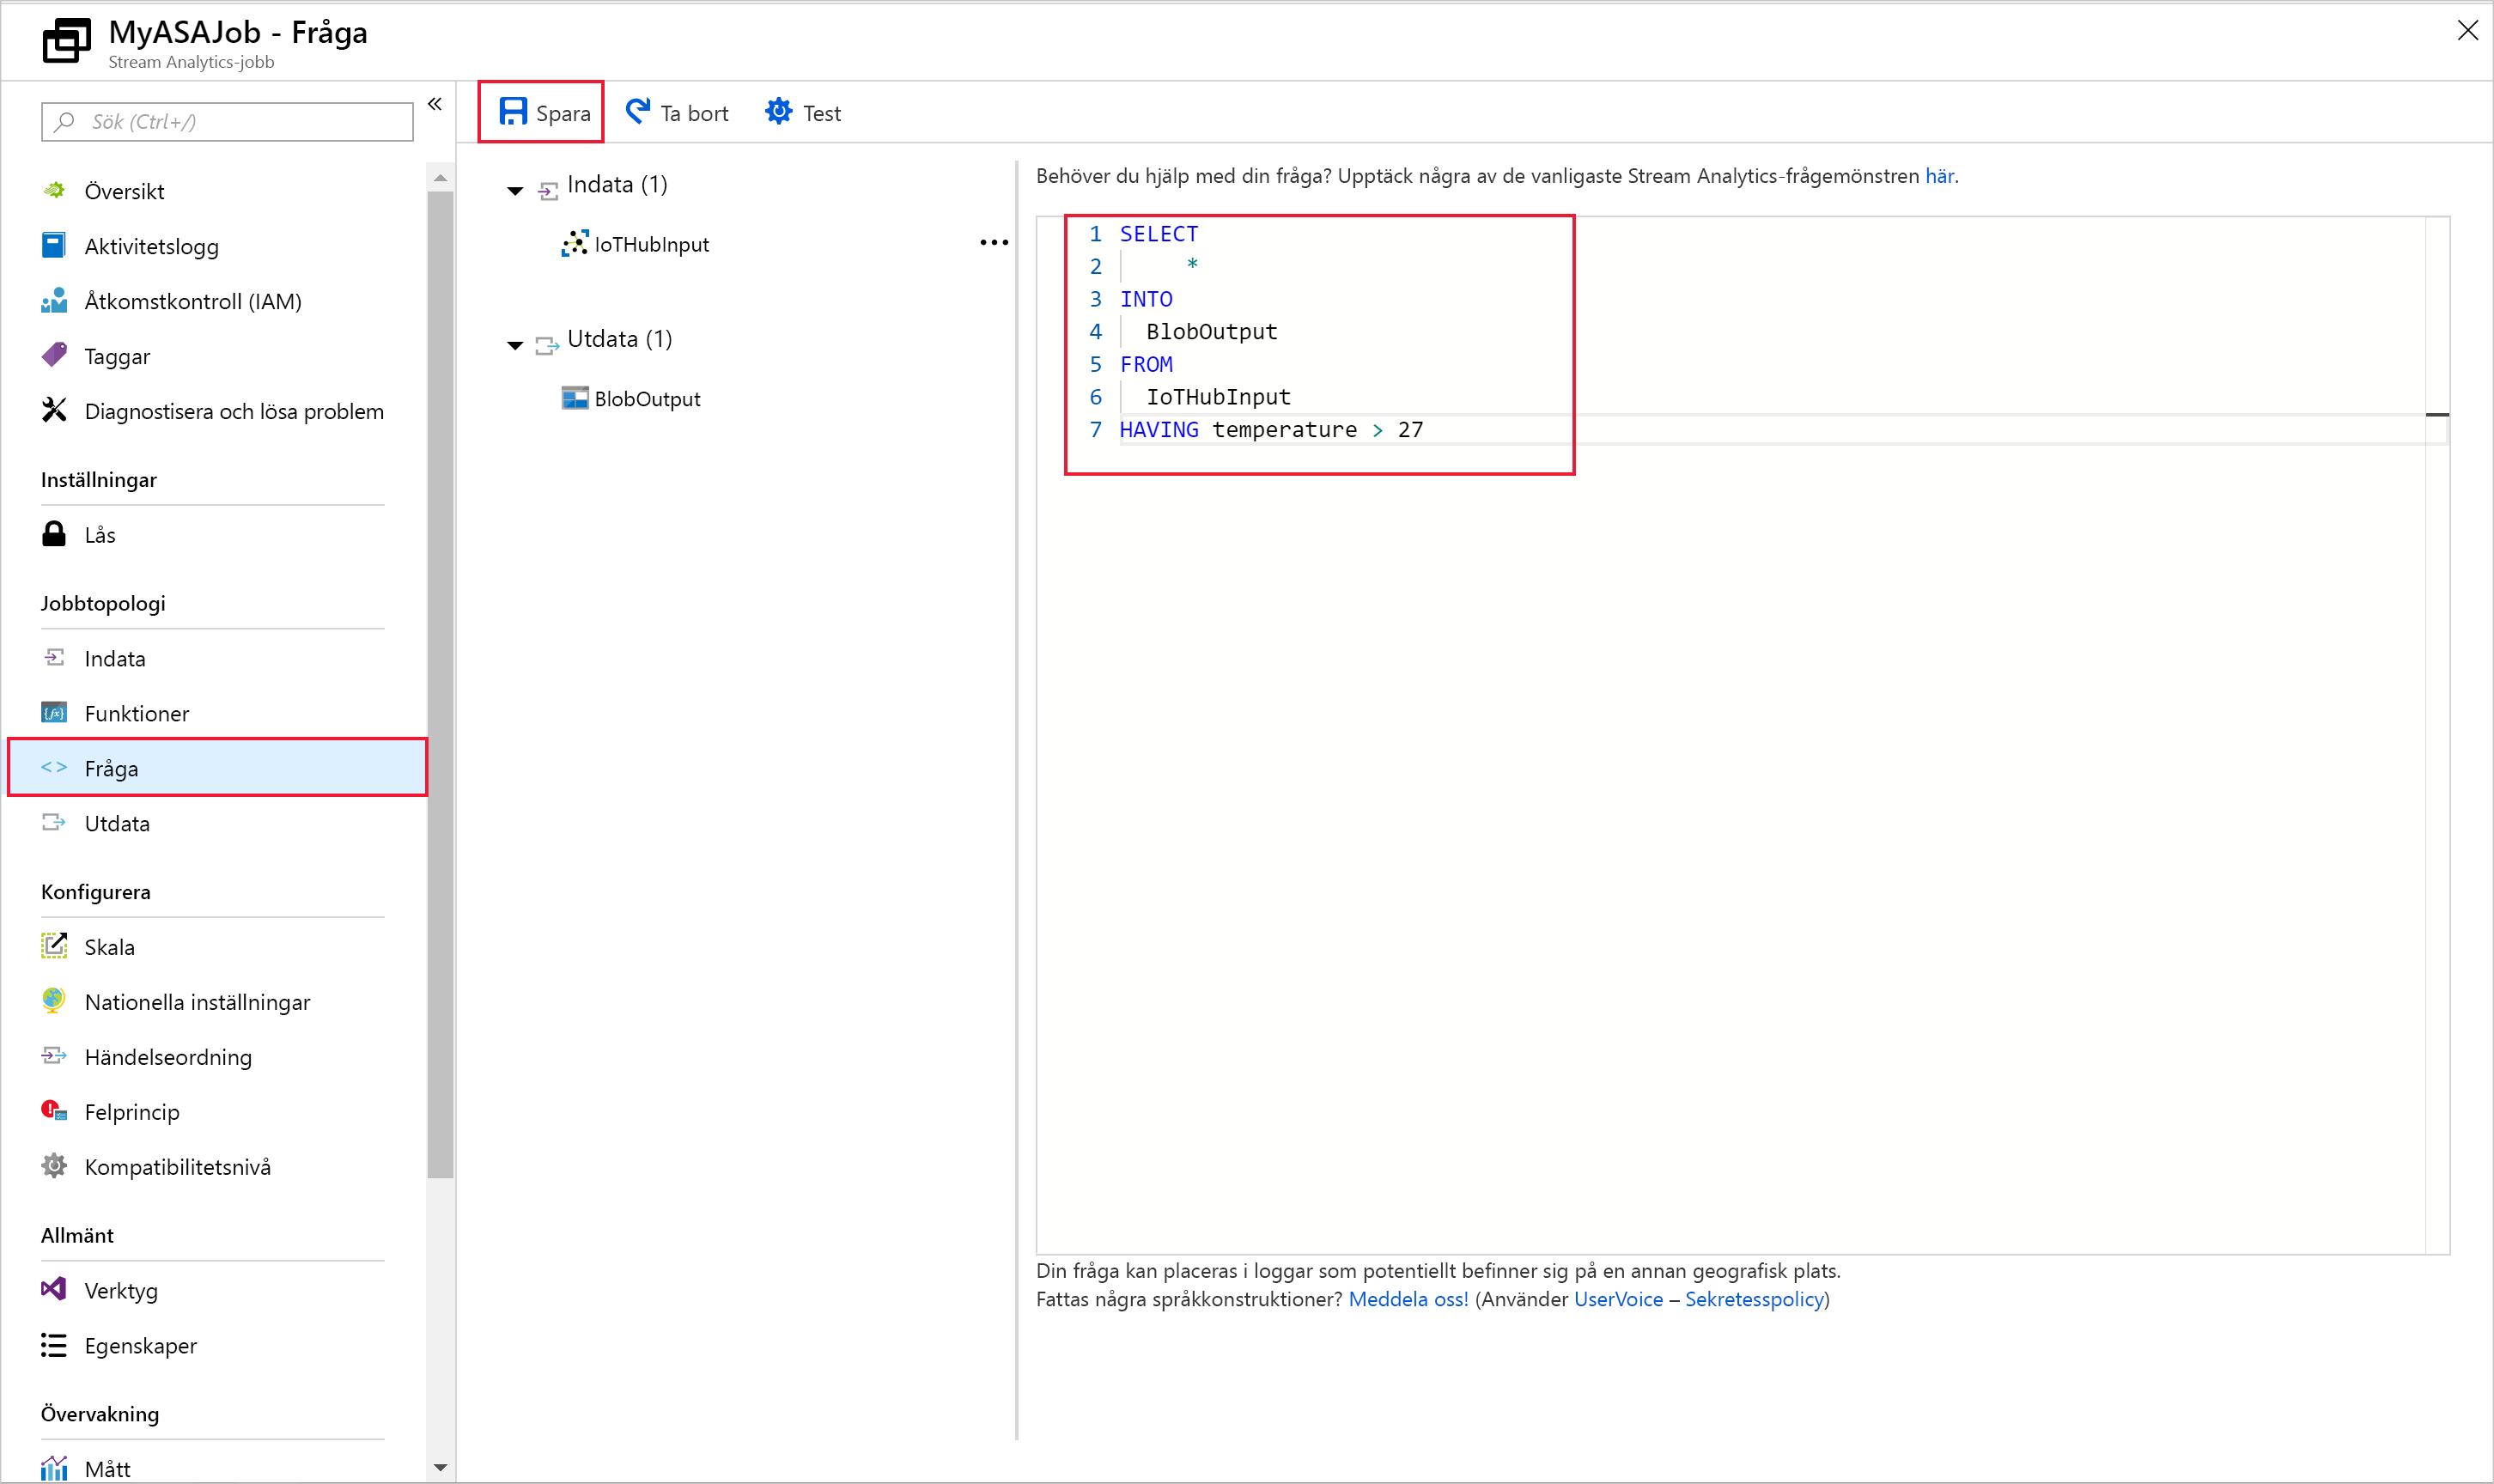 MyASAJob - Fråga
Stream Analytics-jobb
Sök (Ctrl+/)
Översikt
Aktivitetslogg
Åtkomstkontroll (IAM)
Taggar
Diagnostisera och lösa problem
Inställningar
Lås
Jobbtopologi
Indata
Funktioner
Fråga
Utdata
Konfigurera
Skala
Nationella inställningar
Händelseordning
Felprincip
Kompatibilitetsnivå
Allmänt
Verktyg
Egenskaper
Övervakning
Mått
Spara
Ta bort
Test
Indata (1)
IoTHubInput
Utdata (1)
BlobOutput
Behöver du hjälp med din fråga? Upptäck några av de vanligaste Stream Analytics-frågemönstren här.
1 SELECT
2 *
3 INTO
4 BlobOutput
5 FROM
6 IoTHubInput
7 HAVING temperature > 27
Din fråga kan placeras i loggar som potentiellt befinner sig på en annan geografisk plats.
Fattas några språkkonstruktioner? Meddela oss! (Använder UserVoice – Sekretesspolicy)